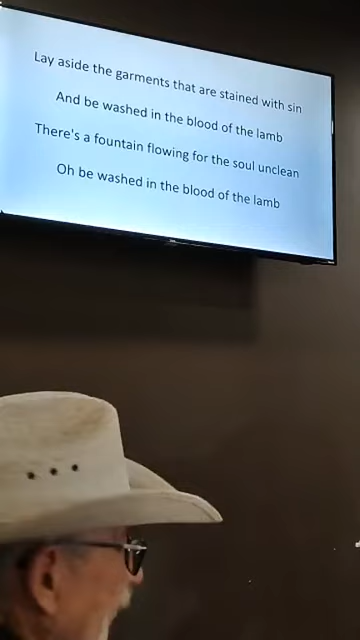 Lay aside the garments that are stained with sin
And be washed in the blood of the lamb
There's a fountain flowing for the soul unclean
Oh be washed in the blood of the lamb